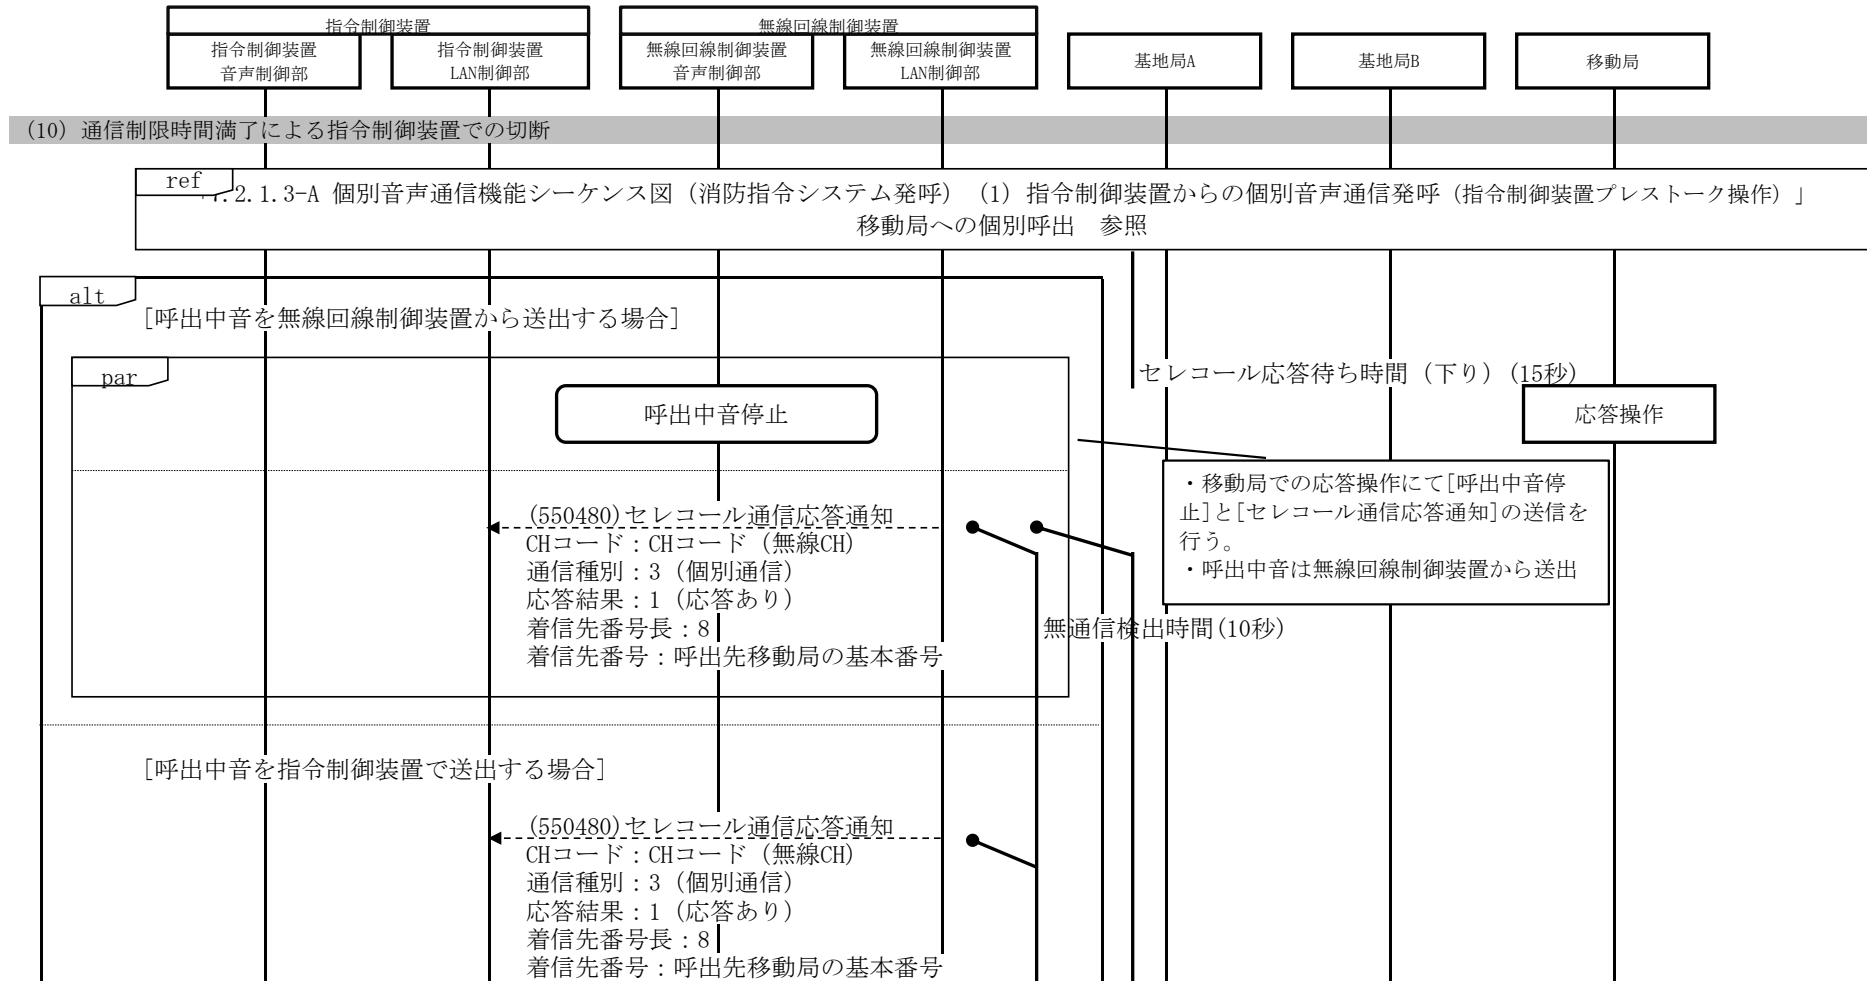 指令制御装置
無線回線制御装置
指令制御装置
音声制御部
指令制御装置
LAN制御部
無線回線制御装置
音声制御部
無線回線制御装置
LAN制御部
基地局A
基地局B
移動局
(10) 通信制限時間満了による指令制御装置での切断
ref
.2.1.3-A 個別音声通信機能シーケンス図（消防指令システム発呼）（1）指令制御装置からの個別音声通信発呼（指令制御装置プレストーク操作）」
移動局への個別呼出　参照
alt
[呼出中音を無線回線制御装置から送出する場合]
par
セレコール応答待ち時間（下り）(15秒)
呼出中音停止
応答操作
・移動局での応答操作にて[呼出中音停
止]と[セレコール通信応答通知]の送信を
行う。
・呼出中音は無線回線制御装置から送出
(550480)セレコール通信応答通知
CHコード：CHコード（無線CH）
通信種別：3（個別通信）
応答結果：1（応答あり）
着信先番号長：8
着信先番号：呼出先移動局の基本番号
無通信検出時間(10秒)
[呼出中音を指令制御装置で送出する場合]
(550480)セレコール通信応答通知
CHコード：CHコード（無線CH）
通信種別：3（個別通信）
応答結果：1（応答あり）
着信先番号長：8
着信先番号：呼出先移動局の基本番号